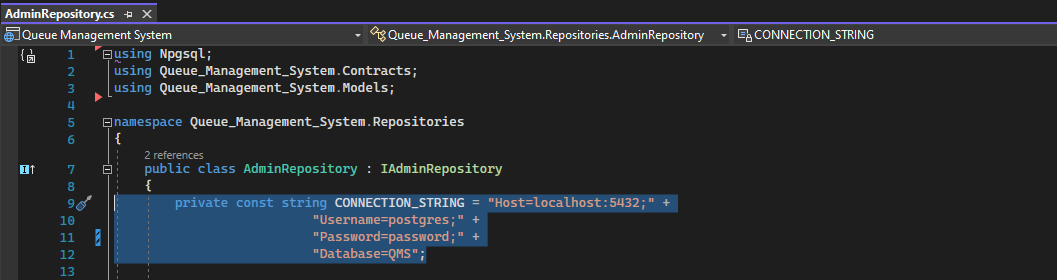 AdminRepository.cs
Queue Management System
Queue_Management_System.Repositories.AdminRepository
CONNECTION_STRING
1 using Npgsql;
2 using Queue_Management_System.Contracts;
3 using Queue_Management_System.Models;
4
5 namespace Queue_Management_System.Repositories
6 {
2 references
7 public class AdminRepository : IAdminRepository
8 {
9 private const string CONNECTION_STRING = "Host=localhost:5432;" +
10 "Username=postgres;" +
11 "Password=password;" +
12 "Database=QMS";
13